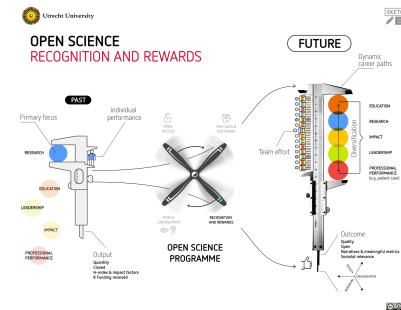 Utrecht University
SKETCH
OPEN SCIENCE
RECOGNITION AND REWARDS
PAST
Primary focus
Individual
performance
RESEARCH
EDUCATION
LEADERSHIP
IMPACT
PROFESSIONAL
PERFORMANCE
Output
Quantity
Closed
H-index & impact factors
€ Funding received
OPEN
ACCESS
FAIR DATA &
SOFTWARE
PUBLIC
ENGAGEMENT
RECOGNITION
AND REWARDS
OPEN SCIENCE
PROGRAMME
FUTURE
Dynamic
career paths
Team effort
Diversification
EDUCATION
RESEARCH
IMPACT
LEADERSHIP
PROFESSIONAL
PERFORMANCE
(e.g. patient care)
Outcome
Quality
Open
Narratives & meaningful metrics
Societal relevance